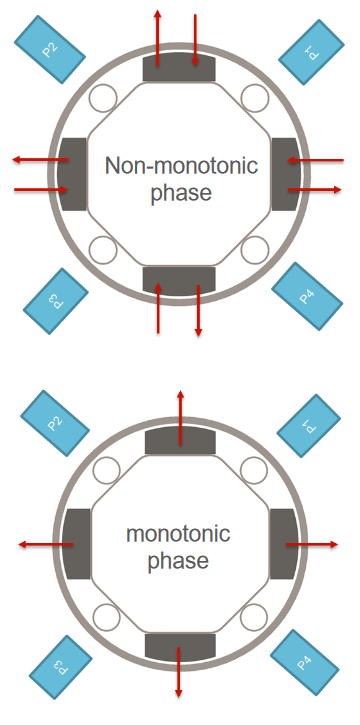 P2
P1
Non-monotonic
phase
P3
P4
P2
P1
monotonic
phase
P3
P4